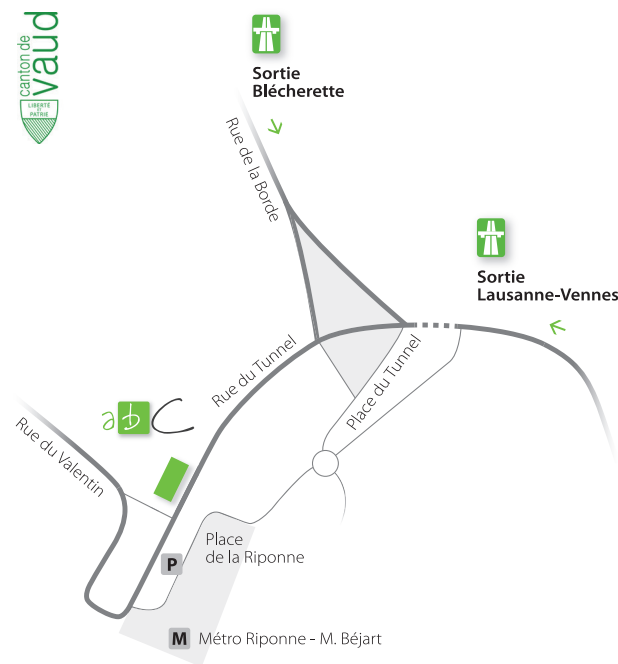 canton de
vaud
LIBERTÉ
ET
PATRIE
Sortie
Blécherette
Rue de la Borde
Sortie
Lausanne-Vennes
Rue du Tunnel
Place du Tunnel
abC
Rue du Valentin
Place
de la Riponne
P
M Métro Riponne - M. Béjart